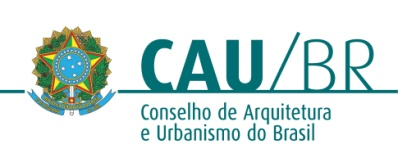 CAU/BR
Conselho de Arquitetura
e Urbanismo do Brasil